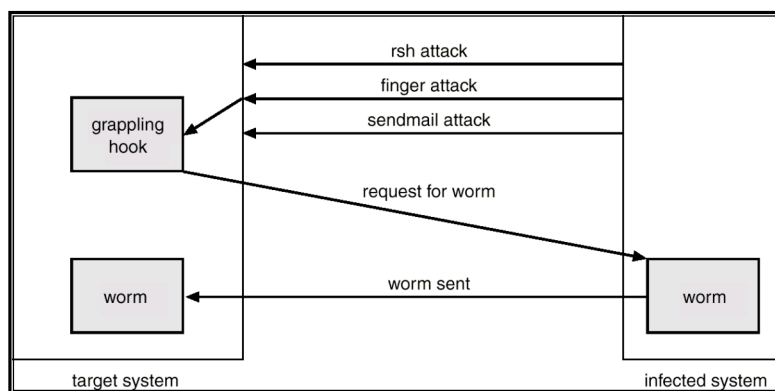 rsh attack
finger attack
grappling
hook
sendmail attack
request for worm
worm
worm sent
worm
target system
infected system